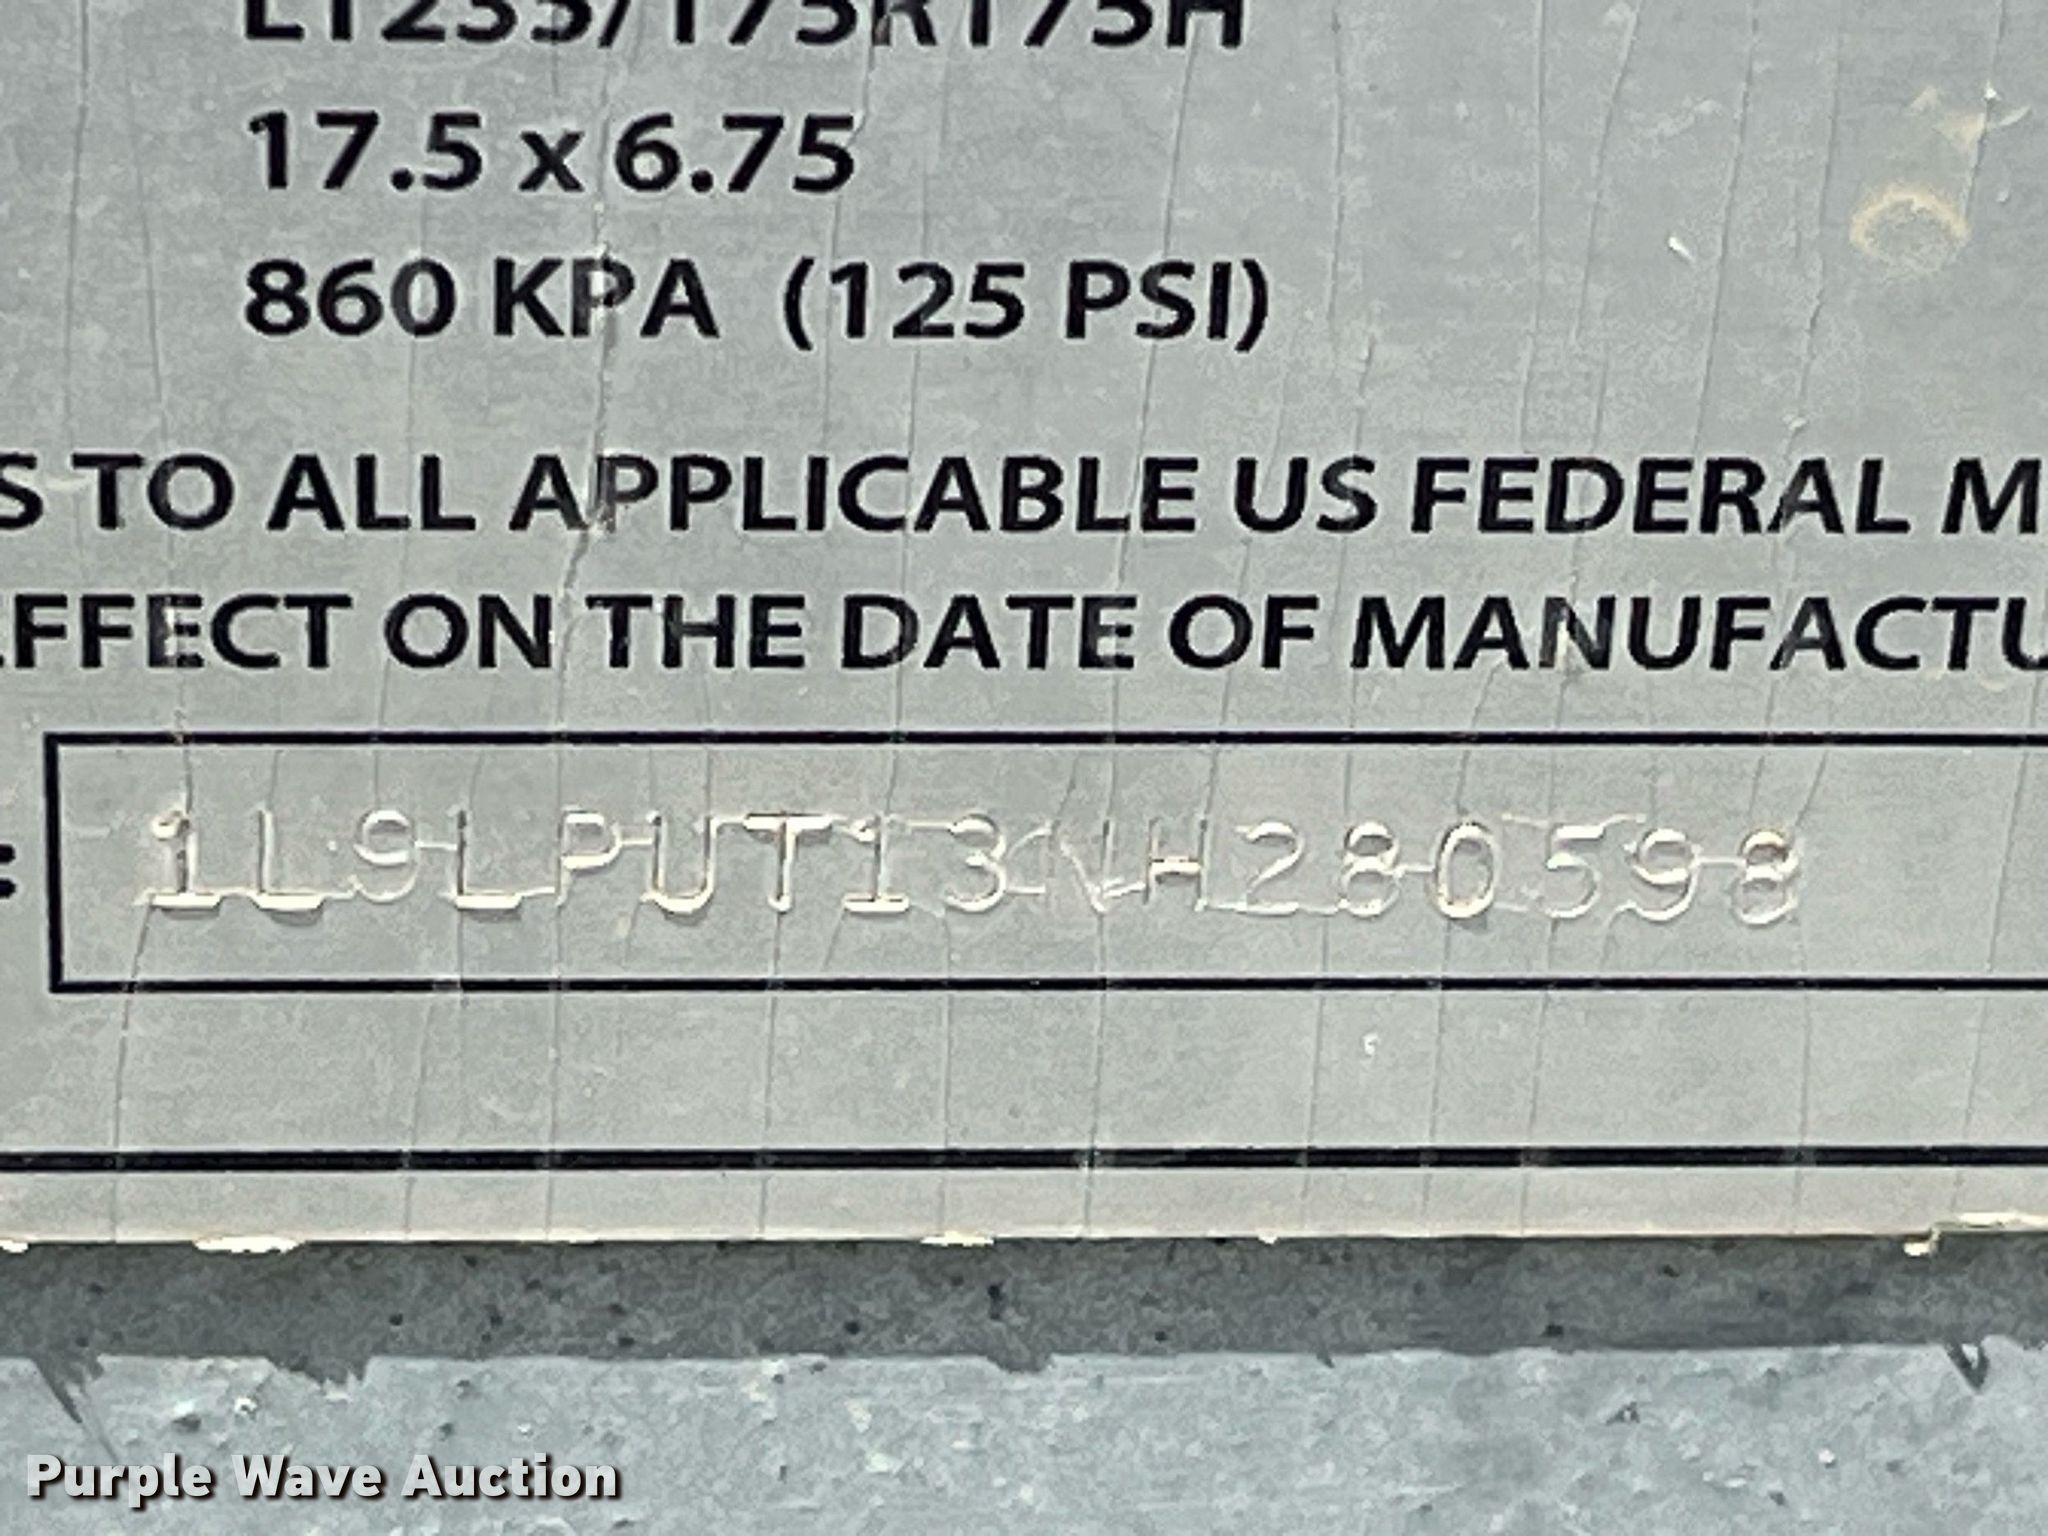 17.5 x 6.75
860 KPA (125 PSI)
S TO ALL APPLICABLE US FEDERAL M
EFFECT ON THE DATE OF MANUFACTU
: 1L9LPUT13VH280598
Purple Wave Auction